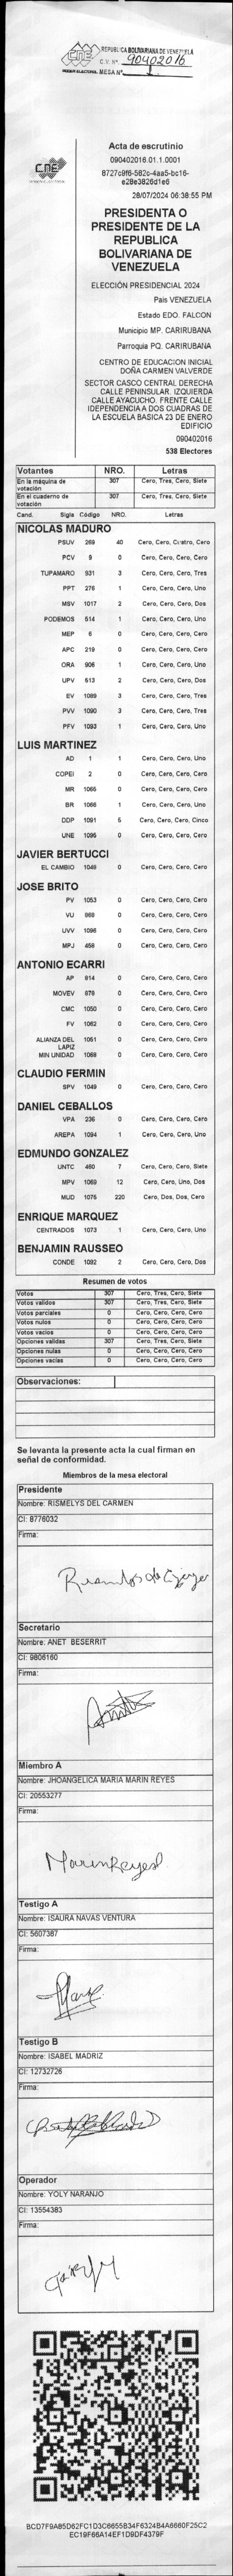 CNE
PODER ELECTORAL
REPUBLICA BOLIVARIANA DE VENEZUELA
C.V. Nº 90402016
MESA Nº 1
CNE
Acta de escrutinio
090402016.01.1.0001
28/07/2024 06:38:55 PM
PRESIDENTA O
PRESIDENTE DE LA
REPUBLICA
BOLIVARIANA DE
VENEZUELA
ELECCIÓN PRESIDENCIAL 2024
Pais VENEZUELA
Estado EDO. FALCON
Municipio MP. CARIRUBANA
Parroquia PQ. CARIRUBANA
CENTRO DE EDUCACION INICIAL
DOÑA CARMEN VALVERDE
SECTOR CASCO CENTRAL DERECHA
CALLE PENINSULAR. IZQUIERDA
CALLE AYACUCHO. FRENTE CALLE
IDEPENDENCIA A DOS CUADRAS DE
LA ESCUELA BASICA 23 DE ENERO
EDIFICIO
090402016
538 Electores
Votantes NRO. Letras
En la máquina de votación 307 Cero, Tres, Cero, Siete
En el cuaderno de votación 307 Cero, Tres, Cero, Siete
Cand. Sigla Código NRO. Letras
NICOLAS MADURO
PSUV 269 40 Cero, Cero, Cuatro, Cero
PCV 9 0 Cero, Cero, Cero, Cero
TUPAMARO 931 3 Cero, Cero, Cero, Tres
PPT 276 1 Cero, Cero, Cero, Uno
MSV 1017 2 Cero, Cero, Cero, Dos
PODEMOS 514 1 Cero, Cero, Cero, Uno
MEP 6 0 Cero, Cero, Cero, Cero
APC 219 0 Cero, Cero, Cero, Cero
ORA 906 1 Cero, Cero, Cero, Uno
UPV 613 2 Cero, Cero, Cero, Dos
EV 1089 3 Cero, Cero, Cero, Tres
PVV 1090 3 Cero, Cero, Cero, Tres
PFV 1093 1 Cero, Cero, Cero, Uno
LUIS MARTINEZ
AD 1 1 Cero, Cero, Cero, Uno
COPEI 2 0 Cero, Cero, Cero, Cero
MR 1065 0 Cero, Cero, Cero, Cero
BR 1066 1 Cero, Cero, Cero, Uno
DDP 1091 5 Cero, Cero, Cero, Cinco
UNE 1095 0 Cero, Cero, Cero, Cero
JAVIER BERTUCCI
EL CAMBIO 1048 0 Cero, Cero, Cero, Cero
JOSE BRITO
PV 1053 0 Cero, Cero, Cero, Cero
VU 968 0 Cero, Cero, Cero, Cero
UVV 1096 0 Cero, Cero, Cero, Cero
MPJ 458 0 Cero, Cero, Cero, Cero
ANTONIO ECARRI
AP 914 0 Cero, Cero, Cero, Cero
MOVEV 979 0 Cero, Cero, Cero, Cero
CMC 1050 0 Cero, Cero, Cero, Cero
FV 1062 0 Cero, Cero, Cero, Cero
ALIANZA DEL LAPIZ 1051 0 Cero, Cero, Cero, Cero
MIN UNIDAD 1068 0 Cero, Cero, Cero, Cero
CLAUDIO FERMIN
SPV 1049 0 Cero, Cero, Cero, Cero
DANIEL CEBALLOS
VPA 236 0 Cero, Cero, Cero, Cero
AREPA 1094 1 Cero, Cero, Cero, Uno
EDMUNDO GONZALEZ
UNTC 460 7 Cero, Cero, Cero, Siete
MPV 1069 12 Cero, Cero, Uno, Dos
MUD 1076 220 Cero, Dos, Dos, Cero
ENRIQUE MARQUEZ
CENTRADOS 1073 1 Cero, Cero, Cero, Uno
BENJAMIN RAUSSEO
CONDE 1092 2 Cero, Cero, Cero, Dos
Resumen de votos
Votos 307 Cero, Tres, Cero, Siete
Votos validos 307 Cero, Tres, Cero, Siete
Votos parciales 0 Cero, Cero, Cero, Cero
Votos nulos 0 Cero, Cero, Cero, Cero
Votos vacios 0 Cero, Cero, Cero, Cero
Opciones validas 307 Cero, Tres, Cero, Siete
Opciones nulas 0 Cero, Cero, Cero, Cero
Opciones vacias 0 Cero, Cero, Cero, Cero
Observaciones:
Se levanta la presente acta la cual firman en
señal de conformidad.
Miembros de la mesa electoral
Presidente
Nombre: RISMELYS DEL CARMEN
CI: 8776032
Firma:
Secretario
Nombre: ANET BESERRIT
CI: 9806160
Firma:
Miembro A
Nombre: JHOANGELICA MARIA MARIN REYES
CI: 20553277
Firma:
MarinReyes
Testigo A
Nombre: ISAURA NAVAS VENTURA
CI: 5607387
Firma:
Testigo B
Nombre: ISABEL MADRIZ
CI: 12732726
Firma:
Operador
Nombre: YOLY NARANJO
CI: 13554383
Firma:
BCD7F9A85D62FC1D3C6655B34F6324B4A6660F25C2
EC19F66A14EF1D9DF4379F